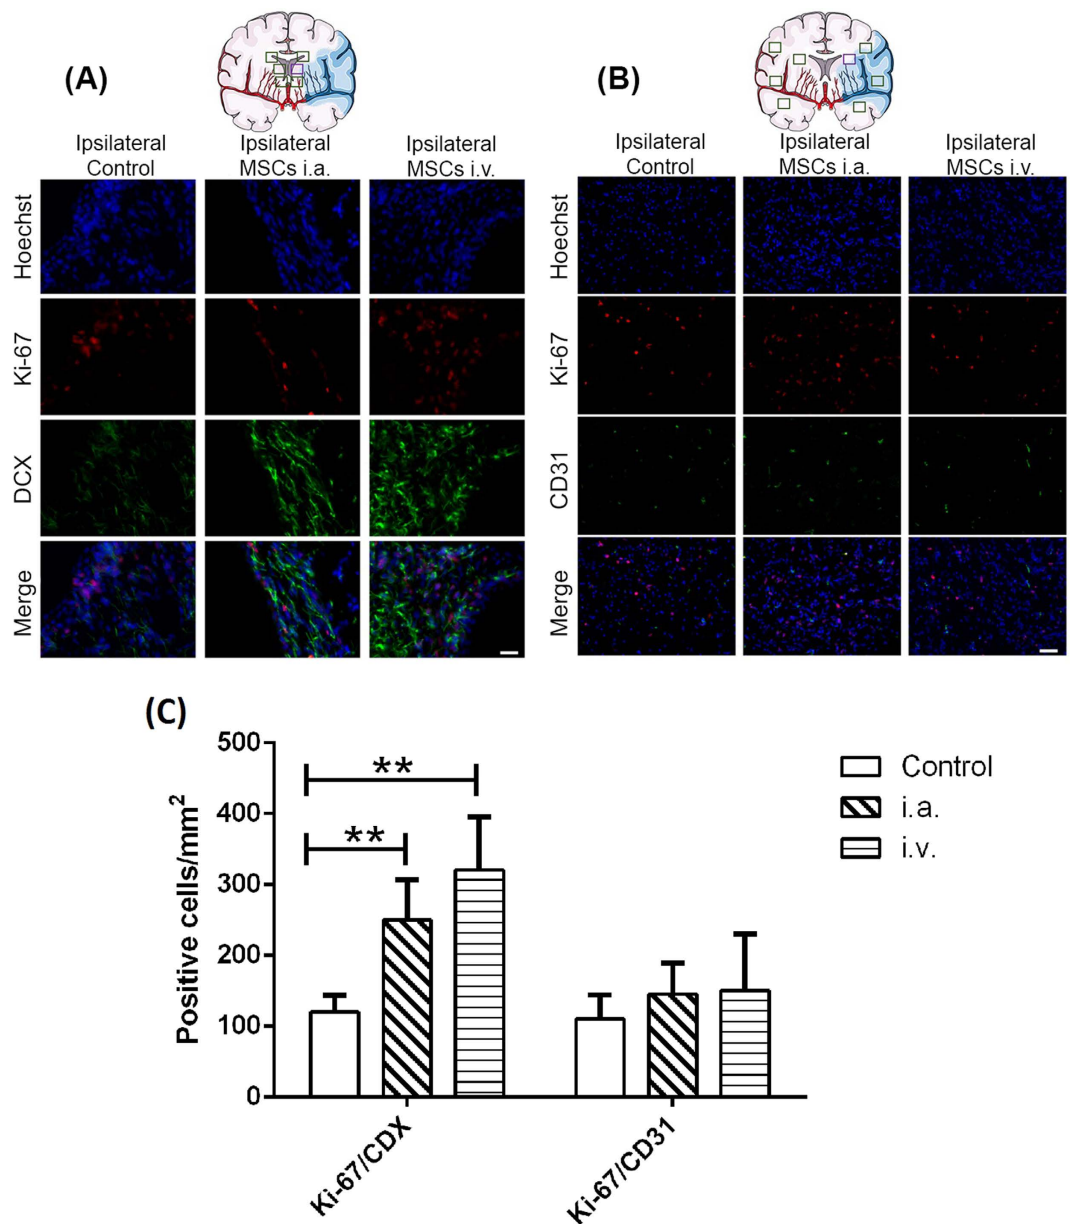 (A)
Ipsilateral
Control
Ipsilateral
MSCs i.a.
Ipsilateral
MSCs i.v.
Hoechst
Ki-67
DCX
Merge
(B)
Ipsilateral
Control
Ipsilateral
MSCs i.a.
Ipsilateral
MSCs i.v.
Hoechst
Ki-67
CD31
Merge
(C)
Positive cells/mm²
500
400
300
200
100
0
**
**
Ki-67/CDX
Ki-67/CD31
Control
i.a.
i.v.